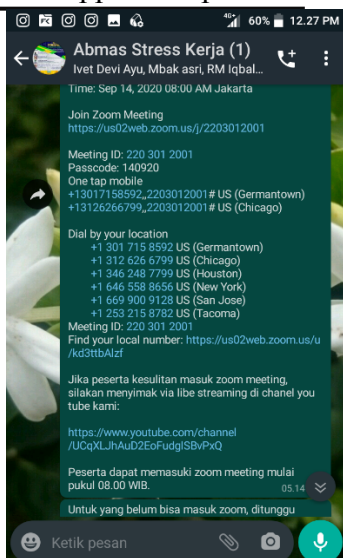 60% 12.27 PM
Abmas Stress Kerja (1)
Ivet Devi Ayu, Mbak asri, RM Iqbal...
Time: Sep 14, 2020 08:00 AM Jakarta
Join Zoom Meeting
https://us02web.zoom.us/j/2203012001
Meeting ID: 220 301 2001
Passcode: 140920
One tap mobile
+13017158592,,2203012001# US (Germantown)
+13126266799,,2203012001# US (Chicago)
Dial by your location
+1 301 715 8592 US (Germantown)
+1 312 626 6799 US (Chicago)
+1 346 248 7799 US (Houston)
+1 646 558 8656 US (New York)
+1 669 900 9128 US (San Jose)
+1 253 215 8782 US (Tacoma)
Meeting ID: 220 301 2001
Find your local number: https://us02web.zoom.us/u
/kd3ttbAlzf
Jika peserta kesulitan masuk zoom meeting,
silakan menyimak via libe streaming di chanel you
tube kami:
https://www.youtube.com/channel
/UCqXLJhAuD2EoFudglSBvPxQ
Peserta dapat memasuki zoom meeting mulai
pukul 08.00 WIB.
05.14
Untuk yang belum bisa masuk zoom, ditunggu
Ketik pesan